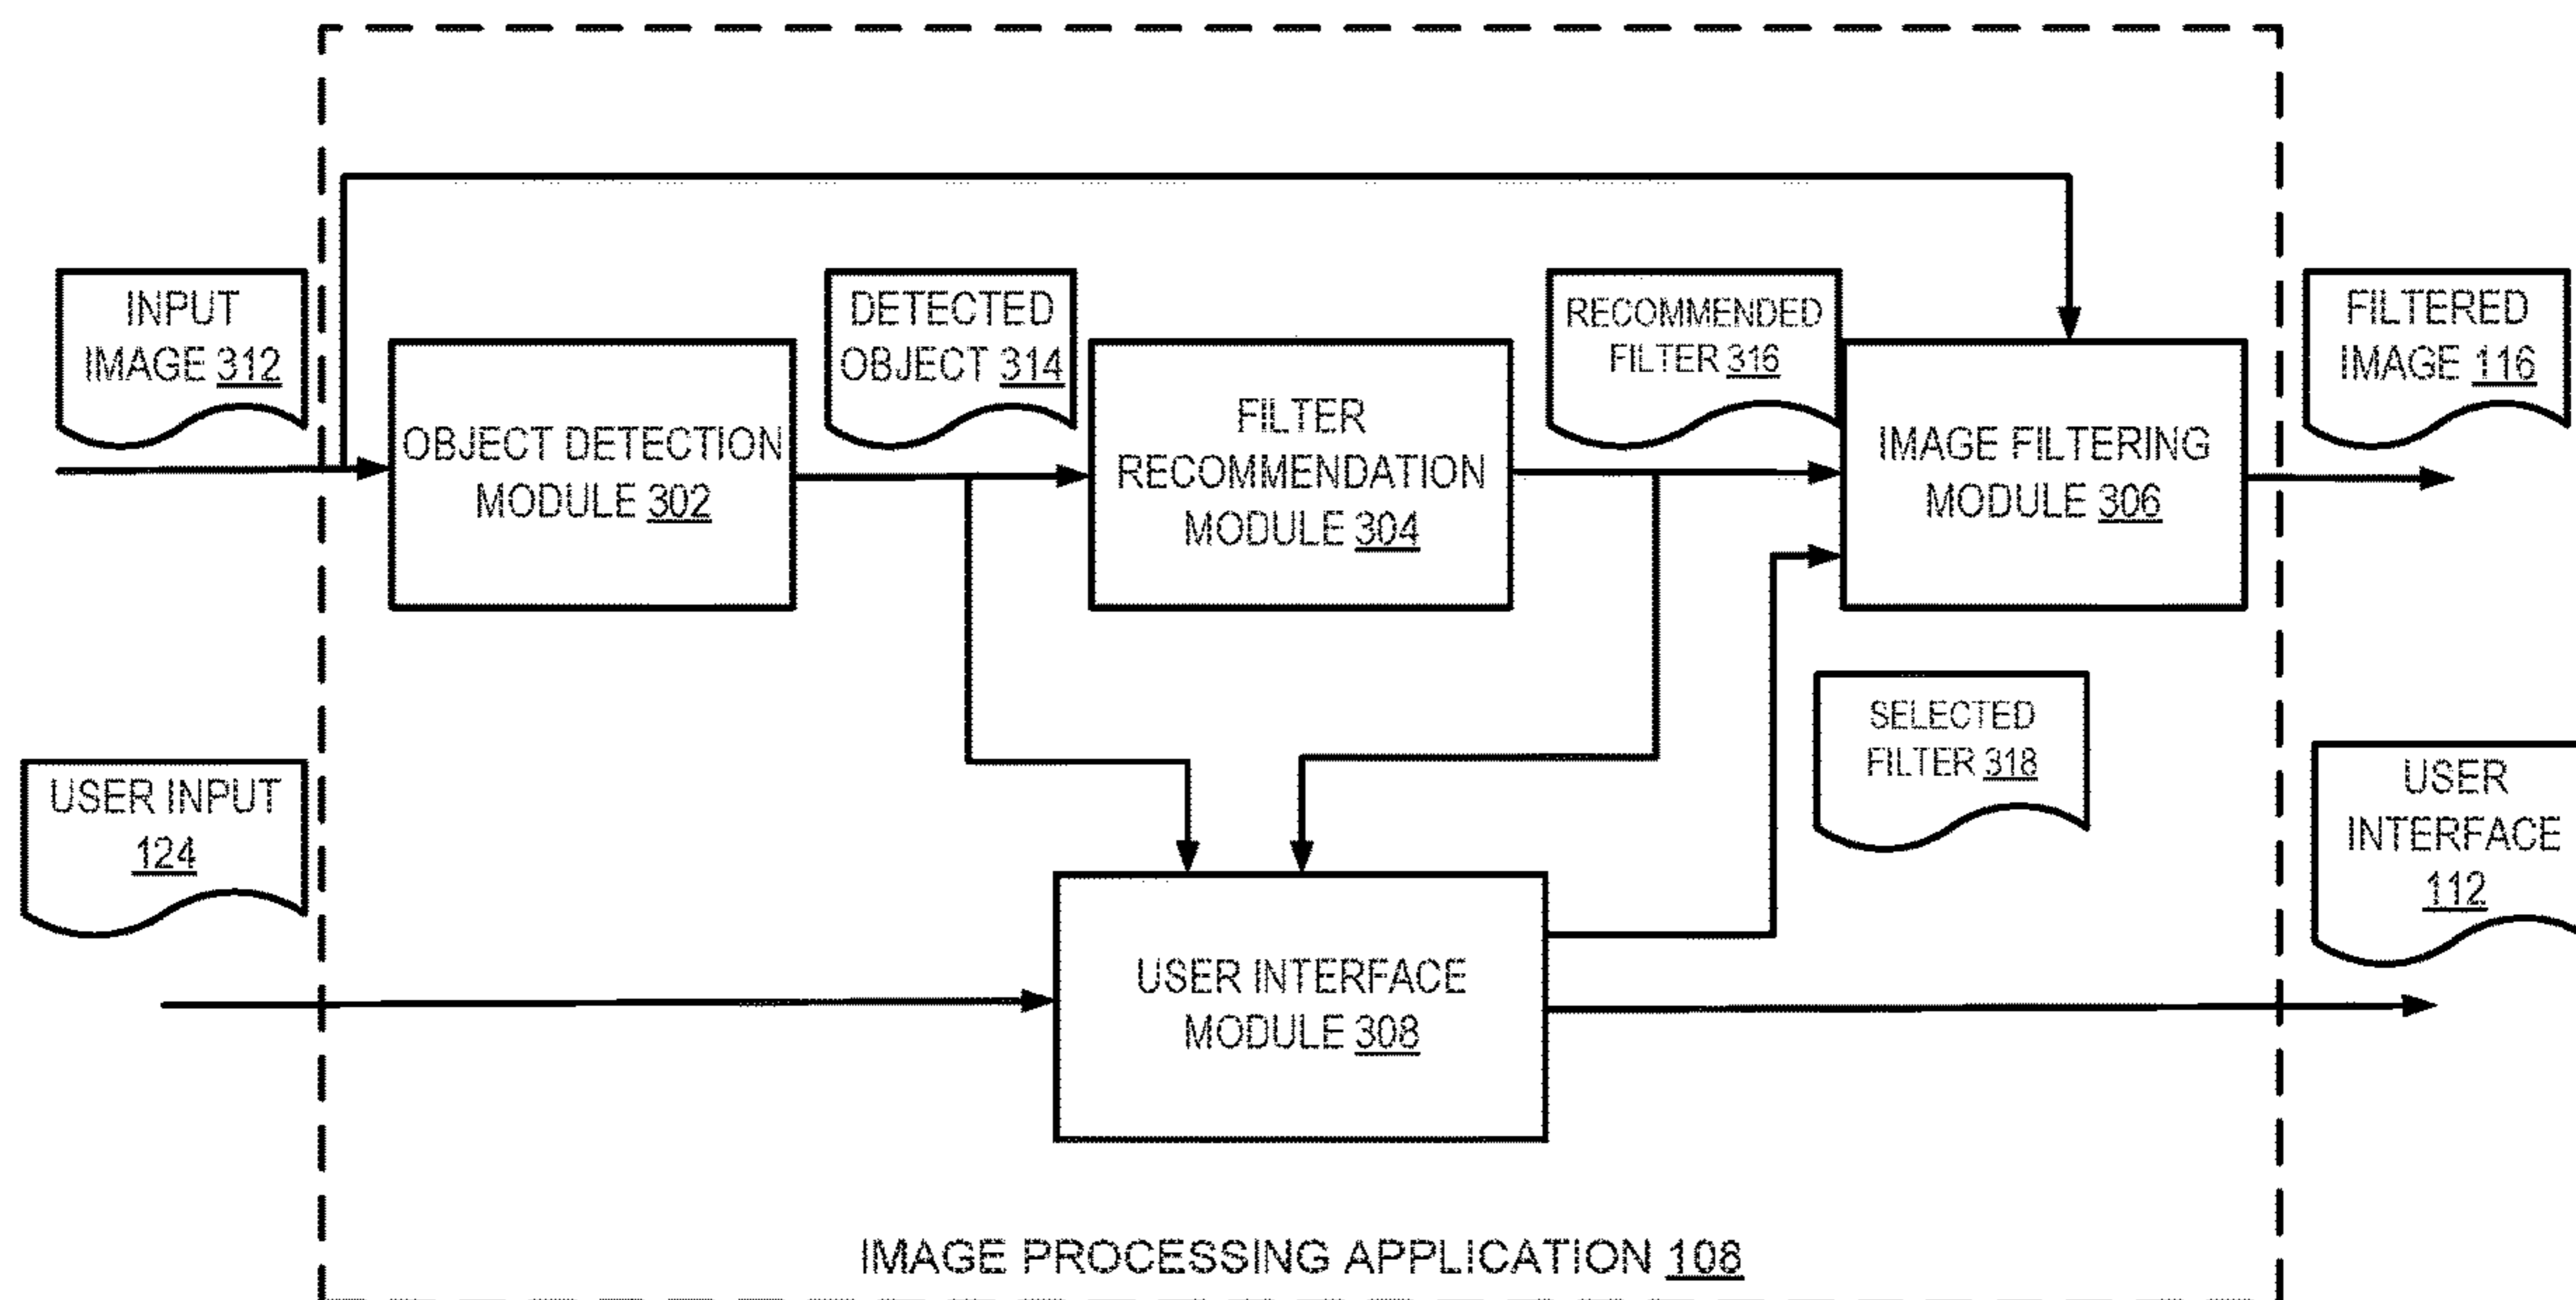 INPUT
IMAGE 312
DETECTED
OBJECT 314
RECOMMENDED
FILTER 316
FILTERED
IMAGE 116
OBJECT DETECTION
MODULE 302
FILTER
RECOMMENDATION
MODULE 304
IMAGE FILTERING
MODULE 306
SELECTED
FILTER 318
USER INPUT
124
USER
INTERFACE
112
USER INTERFACE
MODULE 308
IMAGE PROCESSING APPLICATION 108